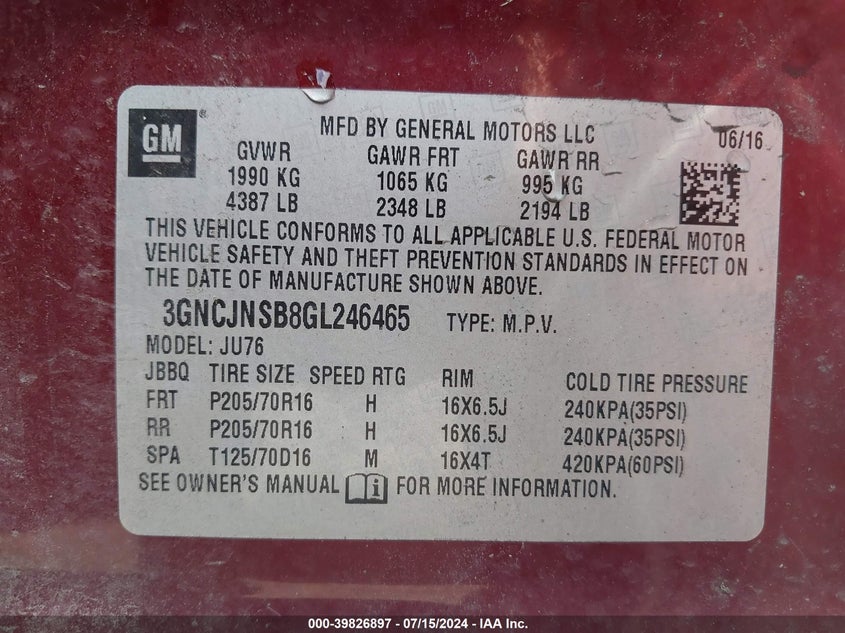 GM
MFD BY GENERAL MOTORS LLC 06/16
GVWR GAWR FRT GAWR RR
1990 KG 1065 KG 995 KG
4387 LB 2348 LB 2194 LB
THIS VEHICLE CONFORMS TO ALL APPLICABLE U.S. FEDERAL MOTOR
VEHICLE SAFETY AND THEFT PREVENTION STANDARDS IN EFFECT ON
THE DATE OF MANUFACTURE SHOWN ABOVE.
3GNCJNSB8GL246465 TYPE: M.P.V.
MODEL: JU76
JBBQ TIRE SIZE SPEED RTG RIM COLD TIRE PRESSURE
FRT P205/70R16 H 16X6.5J 240KPA(35PSI)
RR P205/70R16 H 16X6.5J 240KPA(35PSI)
SPA T125/70D16 M 16X4T 420KPA(60PSI)
SEE OWNER'S MANUAL FOR MORE INFORMATION.
000-39826897 - 07/15/2024 - IAA Inc.